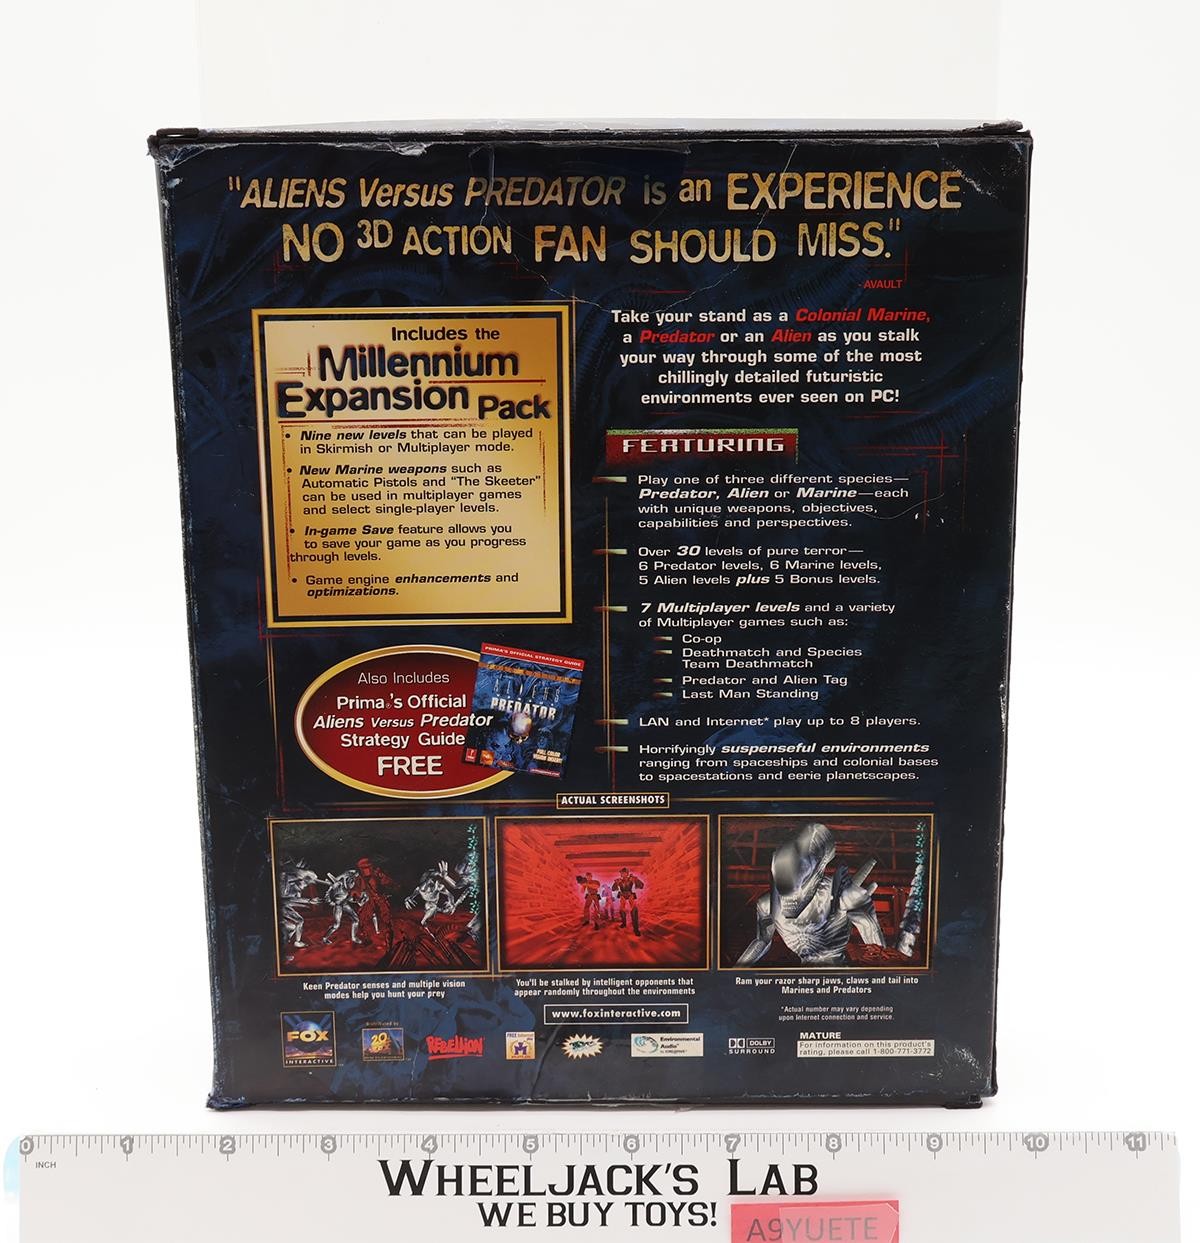 "ALIENS Versus PREDATOR is an EXPERIENCE
NO 3D ACTION FAN SHOULD MISS."
- AVAULT
Includes the
Millennium
Expansion Pack
• Nine new levels that can be played
in Skirmish or Multiplayer mode.
• New Marine weapons such as
Automatic Pistols and "The Skeeter"
can be used in multiplayer games
and select single-player levels.
• In-game Save feature allows you
to save your game as you progress
through levels.
• Game engine enhancements and
optimizations.
Also Includes
Prima®'s Official
Aliens Versus Predator
Strategy Guide
FREE
PRIMA'S OFFICIAL STRATEGY GUIDE
ALIENS
PREDATOR
Take your stand as a Colonial Marine,
a Predator or an Alien as you stalk
your way through some of the most
chillingly detailed futuristic
environments ever seen on PC!
FEATURING
Play one of three different species—
Predator, Alien or Marine—each
with unique weapons, objectives,
capabilities and perspectives.
Over 30 levels of pure terror—
6 Predator levels, 6 Marine levels,
5 Alien levels plus 5 Bonus levels.
7 Multiplayer levels and a variety
of Multiplayer games such as:
Co-op
Deathmatch and Species
Team Deathmatch
Predator and Alien Tag
Last Man Standing
LAN and Internet* play up to 8 players.
Horrifyingly suspenseful environments
ranging from spaceships and colonial bases
to spacestations and eerie planetscapes.
ACTUAL SCREENSHOTS
Keen Predator senses and multiple vision
modes help you hunt your prey
You'll be stalked by intelligent opponents that
appear randomly throughout the environments
Ram your razor sharp jaws, claws and tail into
Marines and Predators
www.foxinteractive.com
*Actual number may vary depending
upon Internet connection and service.
FOX
INTERACTIVE
distributed by
20
REBELLION
Environmental
Audio™
DOLBY
SURROUND
MATURE
For information on this product's
rating, please call 1-800-771-3772
0 1 2 3 4 5 6 7 8 9 10 11
INCH
WHEELJACK'S LAB
WE BUY TOYS!
A9YUETE